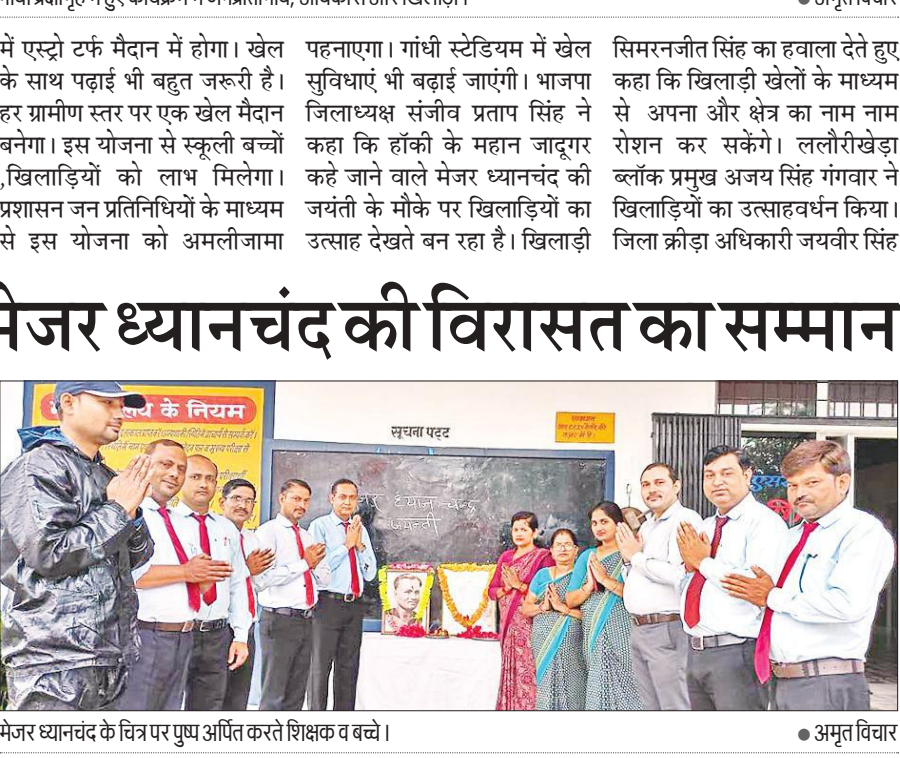 ● अमृत विचार
में एस्ट्रो टर्फ मैदान में होगा। खेल
के साथ पढ़ाई भी बहुत जरूरी है।
हर ग्रामीण स्तर पर एक खेल मैदान
बनेगा। इस योजना से स्कूली बच्चों
,खिलाड़ियों को लाभ मिलेगा।
प्रशासन जन प्रतिनिधियों के माध्यम
से इस योजना को अमलीजामा
पहनाएगा। गांधी स्टेडियम में खेल
सुविधाएं भी बढ़ाई जाएंगी। भाजपा
जिलाध्यक्ष संजीव प्रताप सिंह ने
कहा कि हॉकी के महान जादूगर
कहे जाने वाले मेजर ध्यानचंद की
जयंती के मौके पर खिलाड़ियों का
उत्साह देखते बन रहा है। खिलाड़ी
सिमरनजीत सिंह का हवाला देते हुए
कहा कि खिलाड़ी खेलों के माध्यम
से अपना और क्षेत्र का नाम नाम
रोशन कर सकेंगे। ललौरीखेड़ा
ब्लॉक प्रमुख अजय सिंह गंगवार ने
खिलाड़ियों का उत्साहवर्धन किया।
जिला क्रीड़ा अधिकारी जयवीर सिंह
मेजर ध्यानचंद की विरासत का सम्मान
के नियम
सूचना पट्ट
ध्यान चन्द्र
जयन्ती
मेजर ध्यानचंद के चित्र पर पुष्प अर्पित करते शिक्षक व बच्चे।
● अमृत विचार